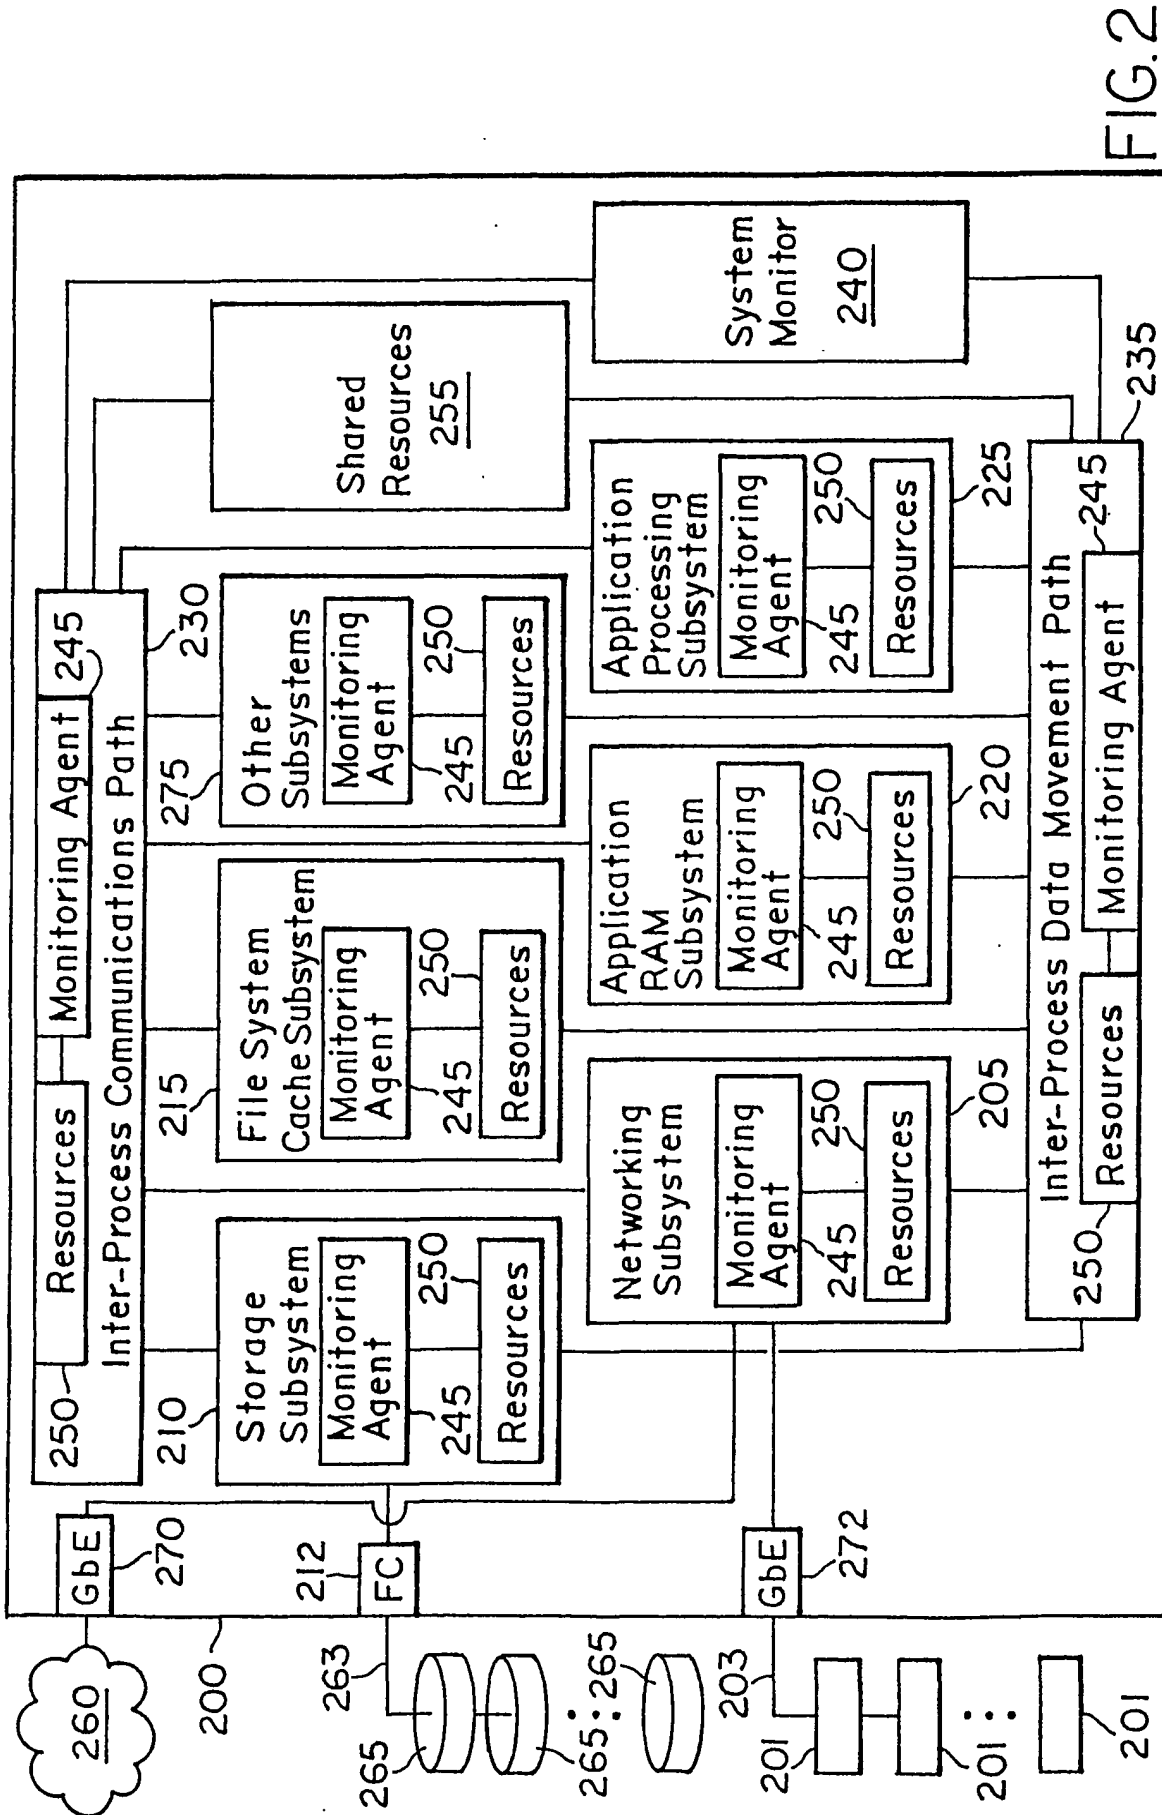 260
GbE
270
200
250
Resources
Monitoring Agent
245
Inter-Process Communications Path
230
210
Storage
Subsystem
Monitoring
Agent
245
250
Resources
215
File System
Cache Subsystem
Monitoring
Agent
245
250
Resources
275
Other
Subsystems
Monitoring
Agent
245
250
Resources
Shared
Resources
255
212
FC
263
265
265
265
Networking
Subsystem
Monitoring
Agent
245
250
Resources
205
Application
RAM
Subsystem
Monitoring
Agent
245
250
Resources
220
Application
Processing
Subsystem
Monitoring
Agent
245
250
Resources
225
System
Monitor
240
GbE
272
203
201
201
201
Inter-Process Data Movement Path
235
250
Resources
Monitoring Agent
245
FIG.2